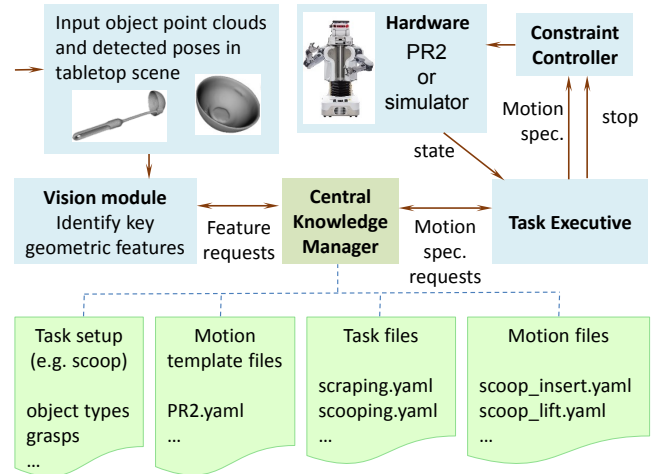 Input object point clouds
and detected poses in
tabletop scene
Hardware
PR2
or
simulator
Constraint
Controller
Motion
spec.
stop
state
Vision module
Identify key
geometric features
Feature
requests
Central
Knowledge
Manager
Motion
spec.
requests
Task Executive
Task setup
(e.g. scoop)
object types
grasps
...
Motion
template files
PR2.yaml
...
Task files
scraping.yaml
scooping.yaml
...
Motion files
scoop_insert.yaml
scoop_lift.yaml
...